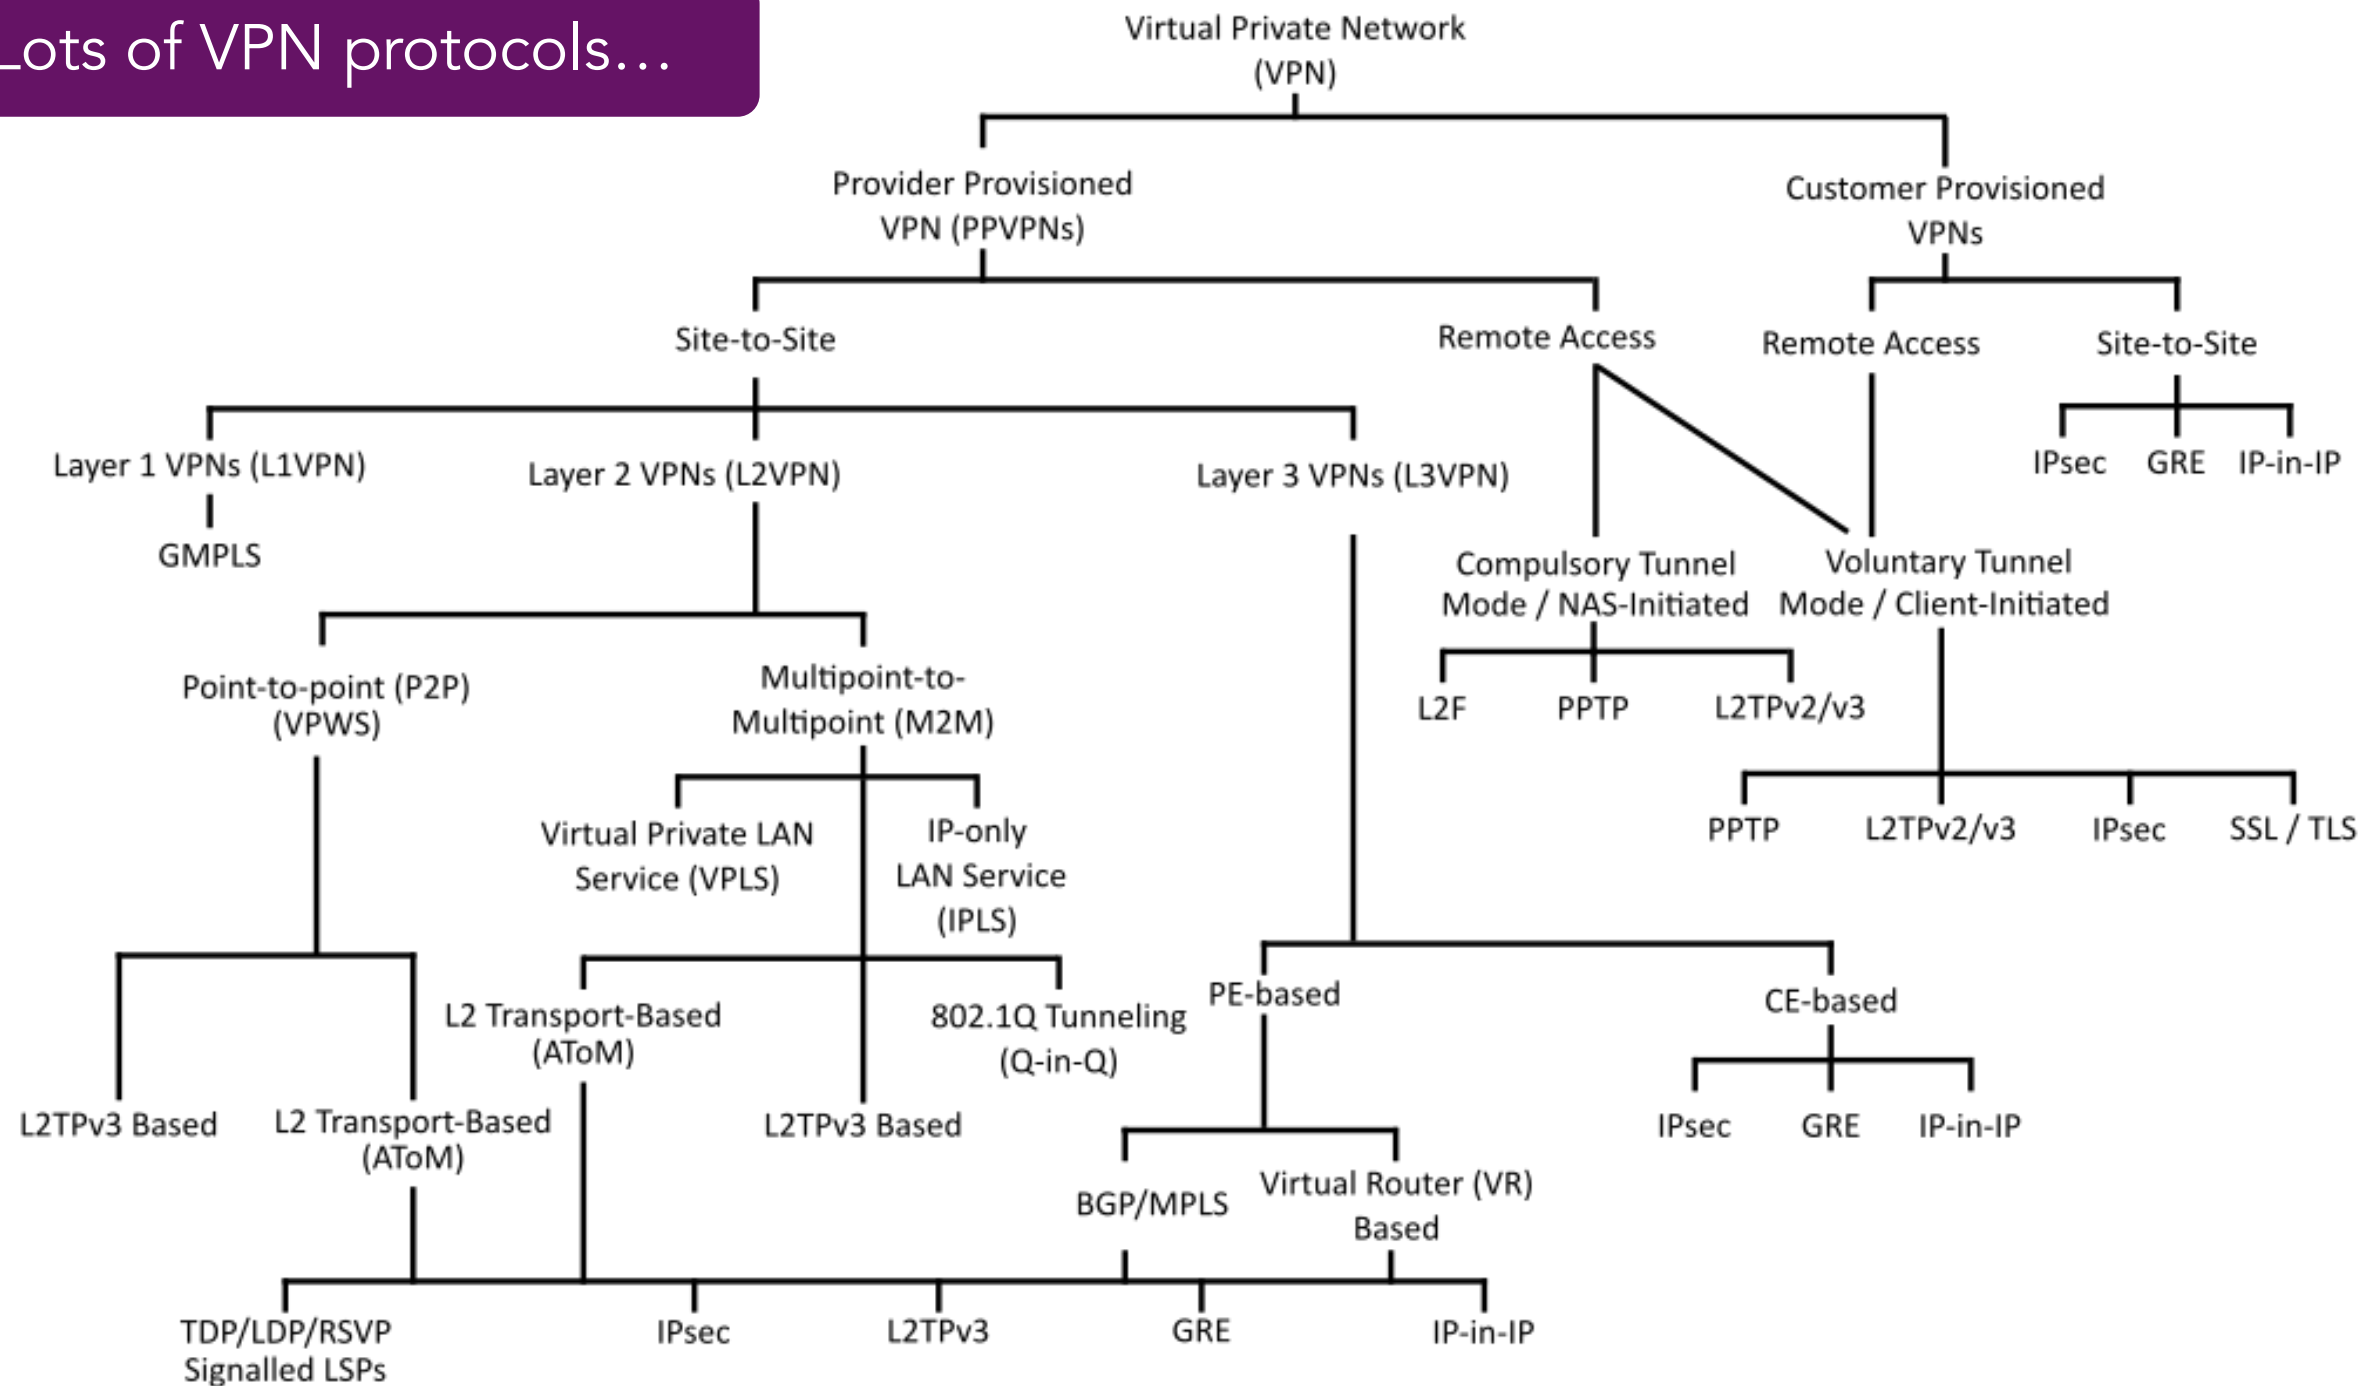 Lots of VPN protocols...
Virtual Private Network
(VPN)
Provider Provisioned
VPN (PPVPNs)
Customer Provisioned
VPNs
Site-to-Site
Remote Access
Remote Access
Site-to-Site
IPsec
GRE
IP-in-IP
Layer 1 VPNs (L1VPN)
Layer 2 VPNs (L2VPN)
Layer 3 VPNs (L3VPN)
GMPLS
Compulsory Tunnel
Mode / NAS-Initiated
Voluntary Tunnel
Mode / Client-Initiated
Point-to-point (P2P)
(VPWS)
Multipoint-to-
Multipoint (M2M)
L2F
PPTP
L2TPv2/v3
Virtual Private LAN
Service (VPLS)
IP-only
LAN Service
(IPLS)
PPTP
L2TPv2/v3
IPsec
SSL / TLS
L2 Transport-Based
(AToM)
802.1Q Tunneling
(Q-in-Q)
PE-based
CE-based
L2TPv3 Based
L2 Transport-Based
(AToM)
L2TPv3 Based
IPsec
GRE
IP-in-IP
BGP/MPLS
Virtual Router (VR)
Based
TDP/LDP/RSVP
Signalled LSPs
IPsec
L2TPv3
GRE
IP-in-IP